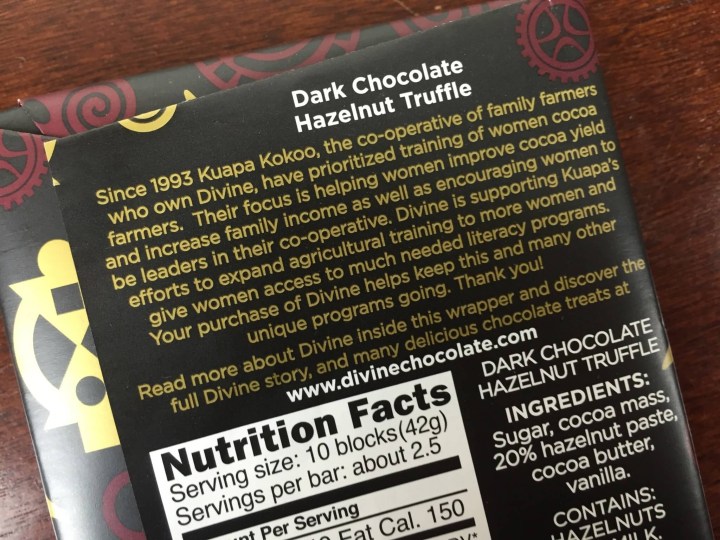 Dark Chocolate
Hazelnut Truffle
Since 1993 Kuapa Kokoo, the co-operative of family farmers
who own Divine, have prioritized training of women cocoa
farmers. Their focus is helping women improve cocoa yield
and increase family income as well as encouraging women to
be leaders in their co-operative. Divine is supporting Kuapa's
efforts to expand agricultural training to more women and
give women access to much needed literacy programs.
Your purchase of Divine helps keep this and many other
unique programs going. Thank you!
Read more about Divine inside this wrapper and discover the
full Divine story, and many delicious chocolate treats at
www.divinechocolate.com
Nutrition Facts
Serving size: 10 blocks(42g)
Servings per bar: about 2.5
Per Serving
Fat Cal. 150
DARK CHOCOLATE
HAZELNUT TRUFFLE
INGREDIENTS:
Sugar, cocoa mass,
20% hazelnut paste,
cocoa butter,
vanilla.
CONTAINS:
HAZELNUTS
MILK.